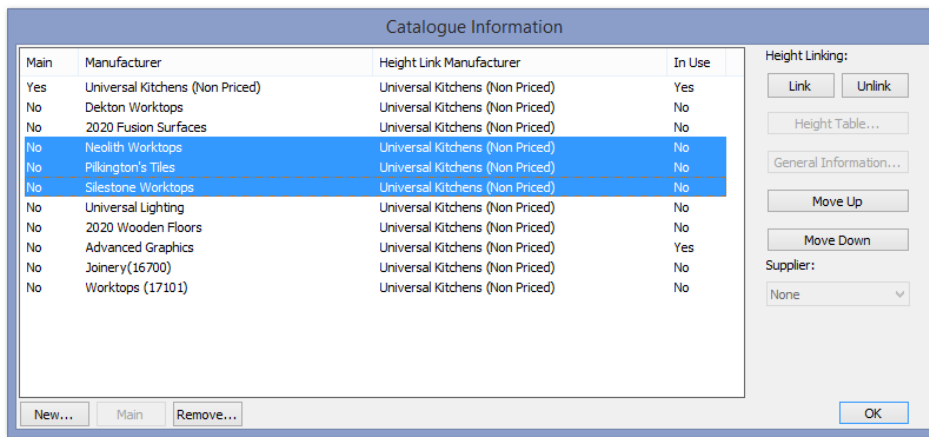 Catalogue Information
Main Manufacturer Height Link Manufacturer In Use
Yes Universal Kitchens (Non Priced) Universal Kitchens (Non Priced) Yes
No Dekton Worktops Universal Kitchens (Non Priced) No
No 2020 Fusion Surfaces Universal Kitchens (Non Priced) No
No Neolith Worktops Universal Kitchens (Non Priced) No
No Pilkington's Tiles Universal Kitchens (Non Priced) No
No Silestone Worktops Universal Kitchens (Non Priced) No
No Universal Lighting Universal Kitchens (Non Priced) No
No 2020 Wooden Floors Universal Kitchens (Non Priced) No
No Advanced Graphics Universal Kitchens (Non Priced) Yes
No Joinery(16700) Universal Kitchens (Non Priced) No
No Worktops (17101) Universal Kitchens (Non Priced) No
Height Linking:
Link Unlink
Height Table...
General Information...
Move Up
Move Down
Supplier:
None
New... Main Remove... OK